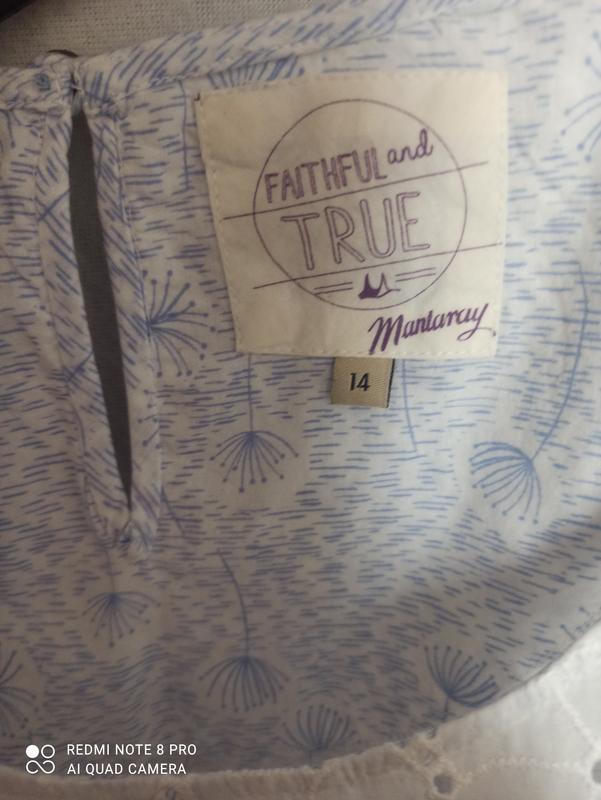 FAITHFUL and
TRUE
Mantaray
14
REDMI NOTE 8 PRO
AI QUAD CAMERA